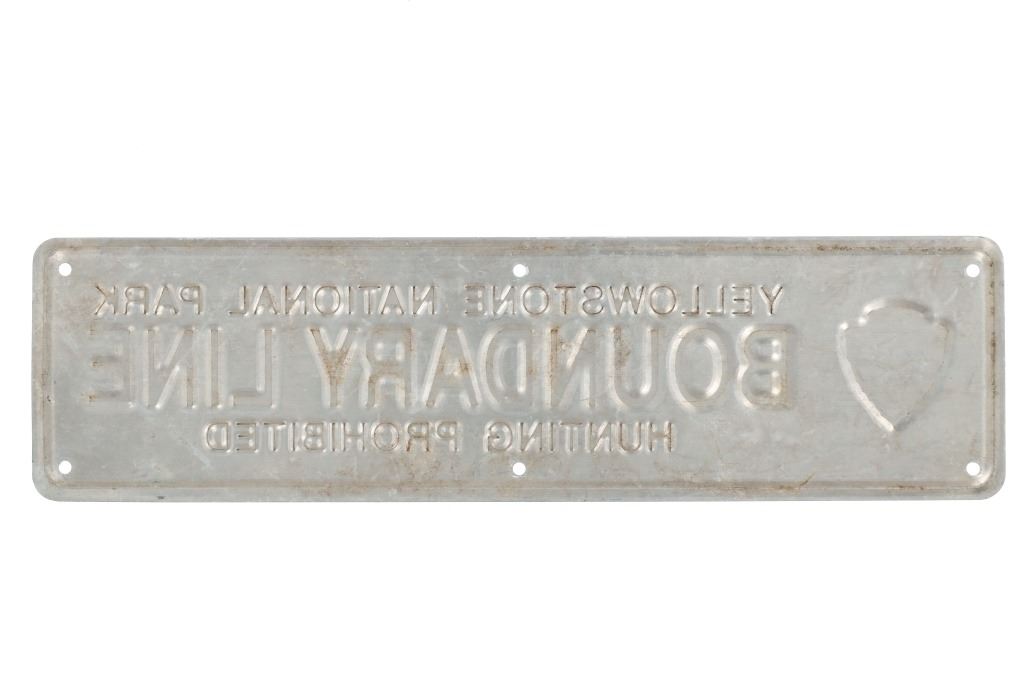 YELLOWSTONE NATIONAL PARK
BOUNDARY LINE
HUNTING PROHIBITED